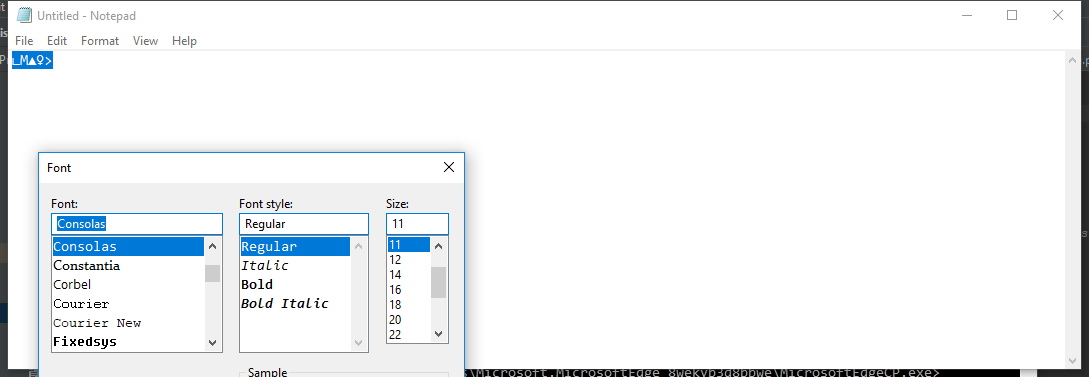 Untitled - Notepad
File Edit Format View Help
∟M▲♀>
Font
Font: Font style: Size:
Consolas Regular 11
Consolas Regular 11
Constantia Italic 12
Corbel Bold 14
Courier Bold Italic 16
Courier New 18
Fixedsys 20
22
Sample
\Microsoft.MicrosoftEdge_8wekyb3d8bbwe\MicrosoftEdgeCP.exe>